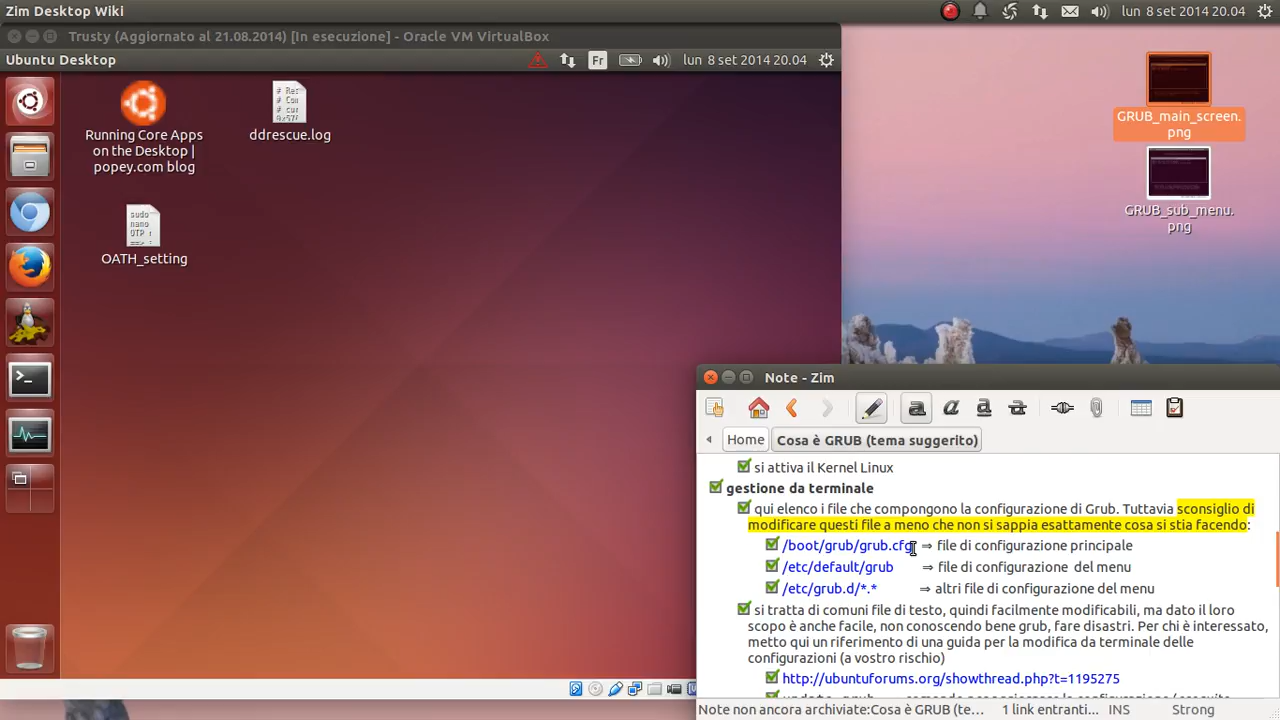 Zim Desktop Wiki
lun 8 set 2014 20.04
Trusty (Aggiornato al 21.08.2014) [In esecuzione] - Oracle VM VirtualBox
Ubuntu Desktop
Fr
lun 8 set 2014 20.04
Running Core Apps
on the Desktop |
popey.com blog
ddrescue.log
OATH_setting
GRUB_main_screen.
png
GRUB_sub_menu.
png
Note - Zim
Home
Cosa è GRUB (tema suggerito)
si attiva il Kernel Linux
gestione da terminale
qui elenco i file che compongono la configurazione di Grub. Tuttavia sconsiglio di
modificare questi file a meno che non si sappia esattamente cosa si stia facendo:
/boot/grub/grub.cfg ⇒ file di configurazione principale
/etc/default/grub ⇒ file di configurazione del menu
/etc/grub.d/*.* ⇒ altri file di configurazione del menu
si tratta di comuni file di testo, quindi facilmente modificabili, ma dato il loro
scopo è anche facile, non conoscendo bene grub, fare disastri. Per chi è interessato,
metto qui un riferimento di una guida per la modifica da terminale delle
configurazioni (a vostro rischio)
http://ubuntuforums.org/showthread.php?t=1195275
Note non ancora archiviate:Cosa è GRUB (te...
1 link entranti...
INS
Strong